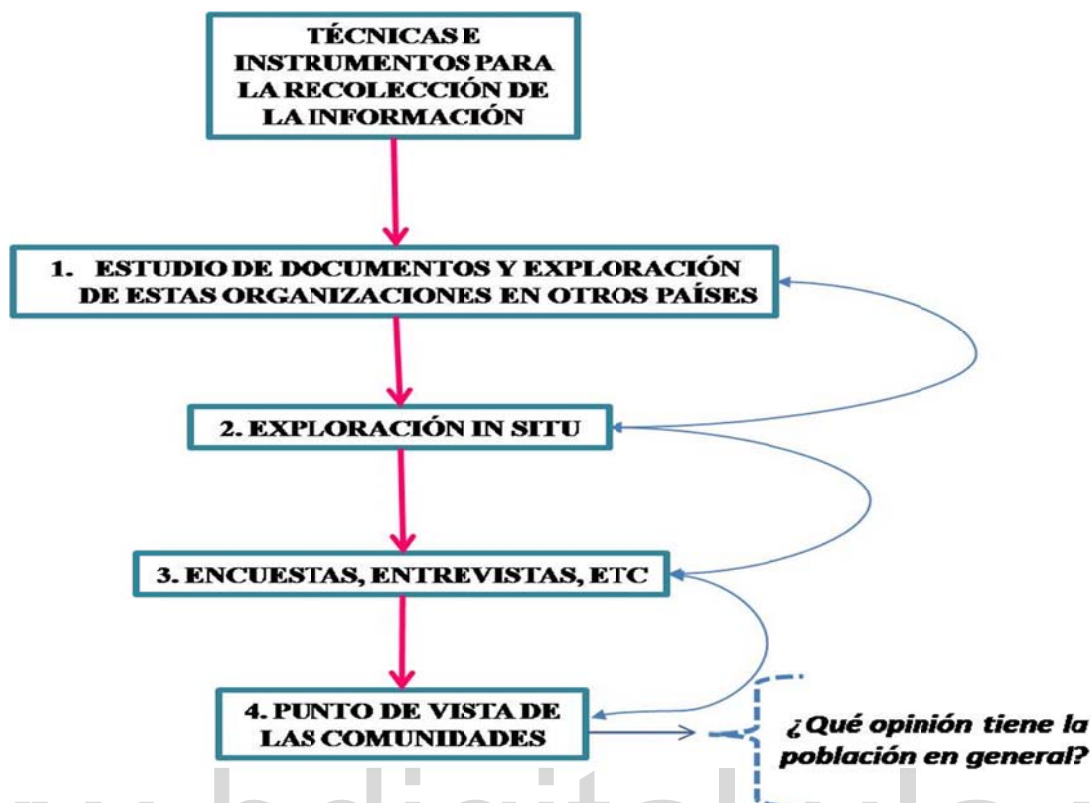 TÉCNICAS E
INSTRUMENTOS PARA
LA RECOLECCIÓN DE
LA INFORMACIÓN
1. ESTUDIO DE DOCUMENTOS Y EXPLORACIÓN
DE ESTAS ORGANIZACIONES EN OTROS PAÍSES
2. EXPLORACIÓN IN SITU
3. ENCUESTAS, ENTREVISTAS, ETC
4. PUNTO DE VISTA DE
LAS COMUNIDADES
¿Qué opinión tiene la
población en general?